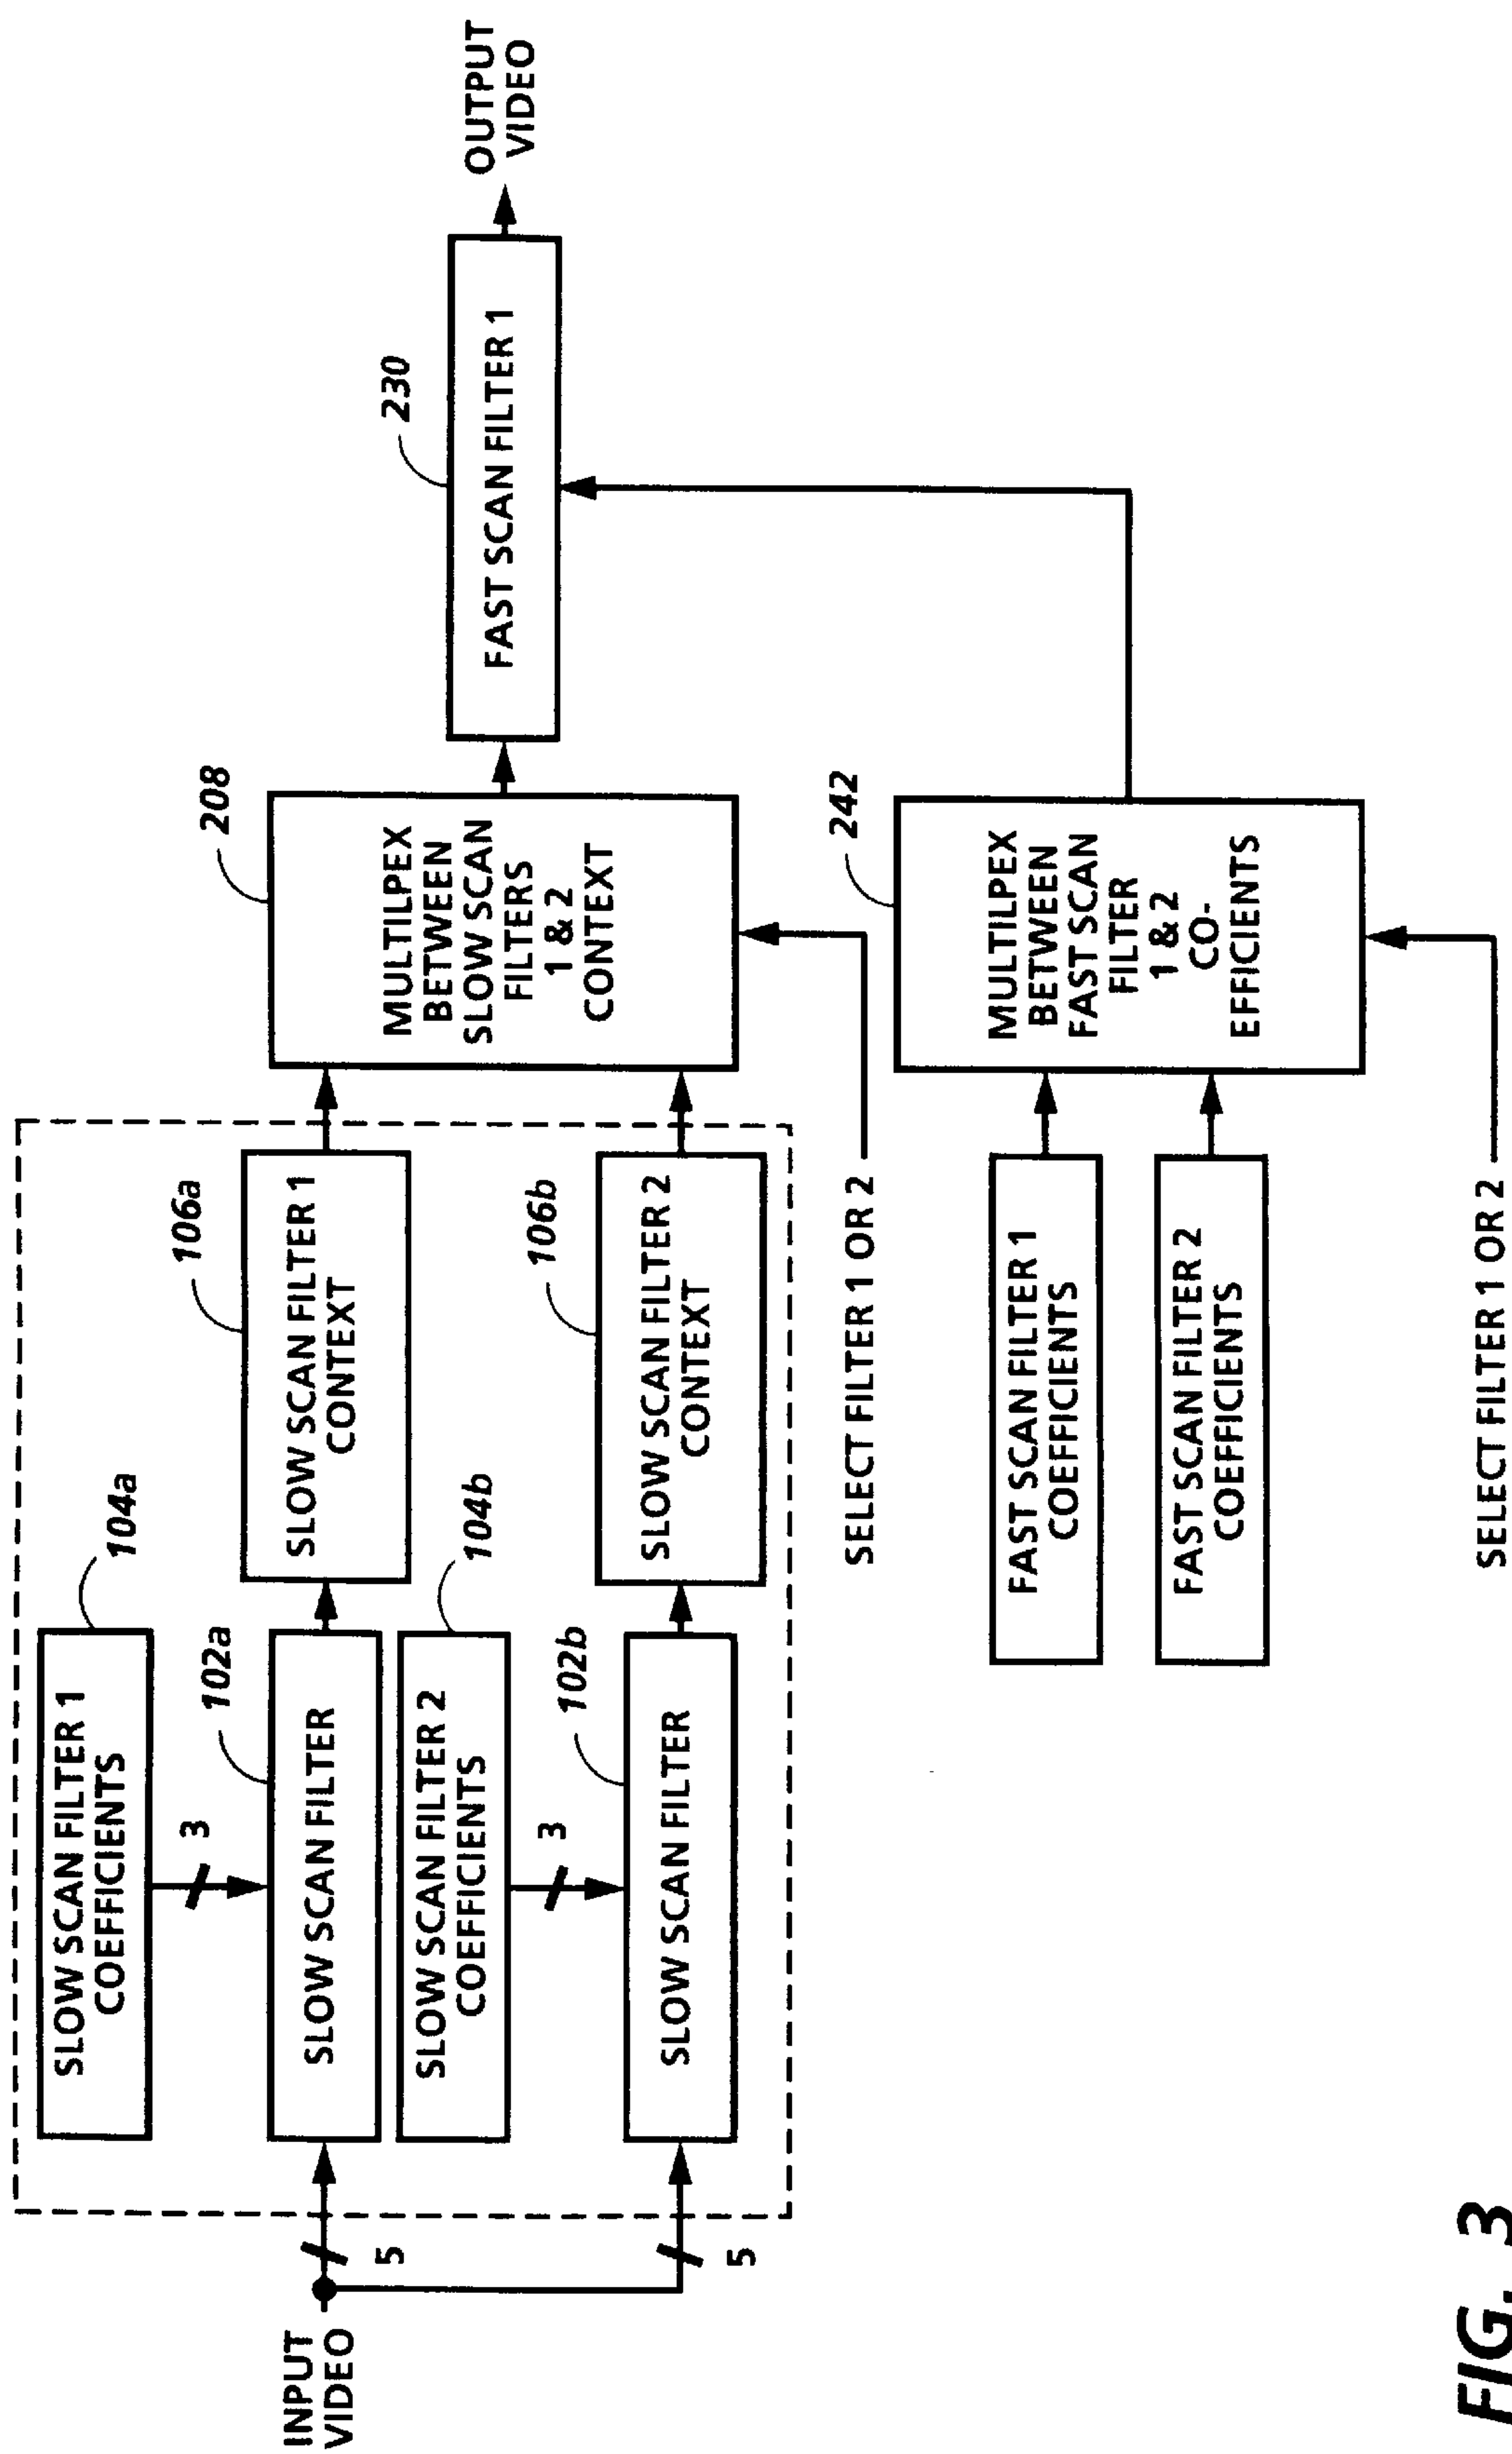 104a
SLOW SCAN FILTER 1
COEFFICIENTS
3
102a
106a
208
230
INPUT
VIDEO
5
SLOW SCAN FILTER
SLOW SCAN FILTER 1
CONTEXT
MULTILPEX
BETWEEN
SLOW SCAN
FILTERS
1 & 2
CONTEXT
FAST SCAN FILTER 1
OUTPUT
VIDEO
104b
SLOW SCAN FILTER 2
COEFFICIENTS
3
102b
106b
5
SLOW SCAN FILTER
SLOW SCAN FILTER 2
CONTEXT
SELECT FILTER 1 OR 2
242
FAST SCAN FILTER 1
COEFFICIENTS
FAST SCAN FILTER 2
COEFFICIENTS
MULTILPEX
BETWEEN
FAST SCAN
FILTER
1 & 2
CO-
EFFICIENTS
SELECT FILTER 1 OR 2
FIG. 3